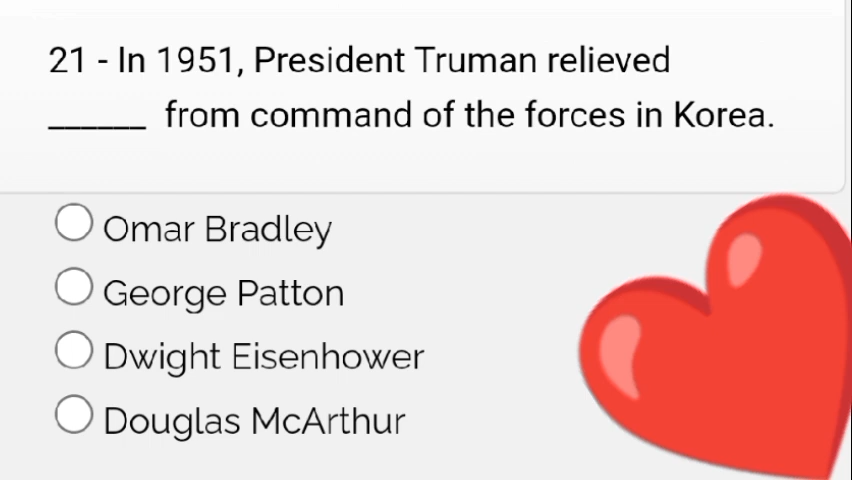 21 - In 1951, President Truman relieved
______ from command of the forces in Korea.
Omar Bradley
George Patton
Dwight Eisenhower
Douglas McArthur